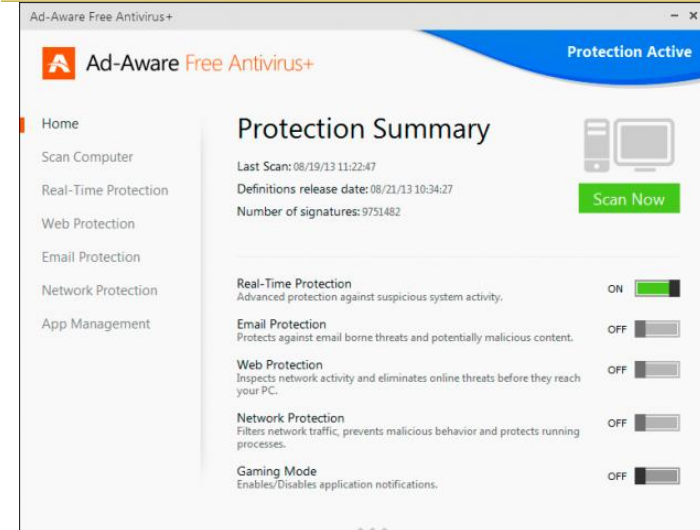 Ad-Aware Free Antivirus+
Ad-Aware Free Antivirus+
Protection Active
Home
Scan Computer
Real-Time Protection
Web Protection
Email Protection
Network Protection
App Management
Protection Summary
Last Scan: 08/19/13 11:22:47
Definitions release date: 08/21/13 10:34:27
Number of signatures: 9751482
Scan Now
Real-Time Protection
Advanced protection against suspicious system activity.
ON
Email Protection
Protects against email borne threats and potentially malicious content.
OFF
Web Protection
Inspects network activity and eliminates online threats before they reach
your PC.
OFF
Network Protection
Filters network traffic, prevents malicious behavior and protects running
processes.
OFF
Gaming Mode
Enables/Disables application notifications.
OFF